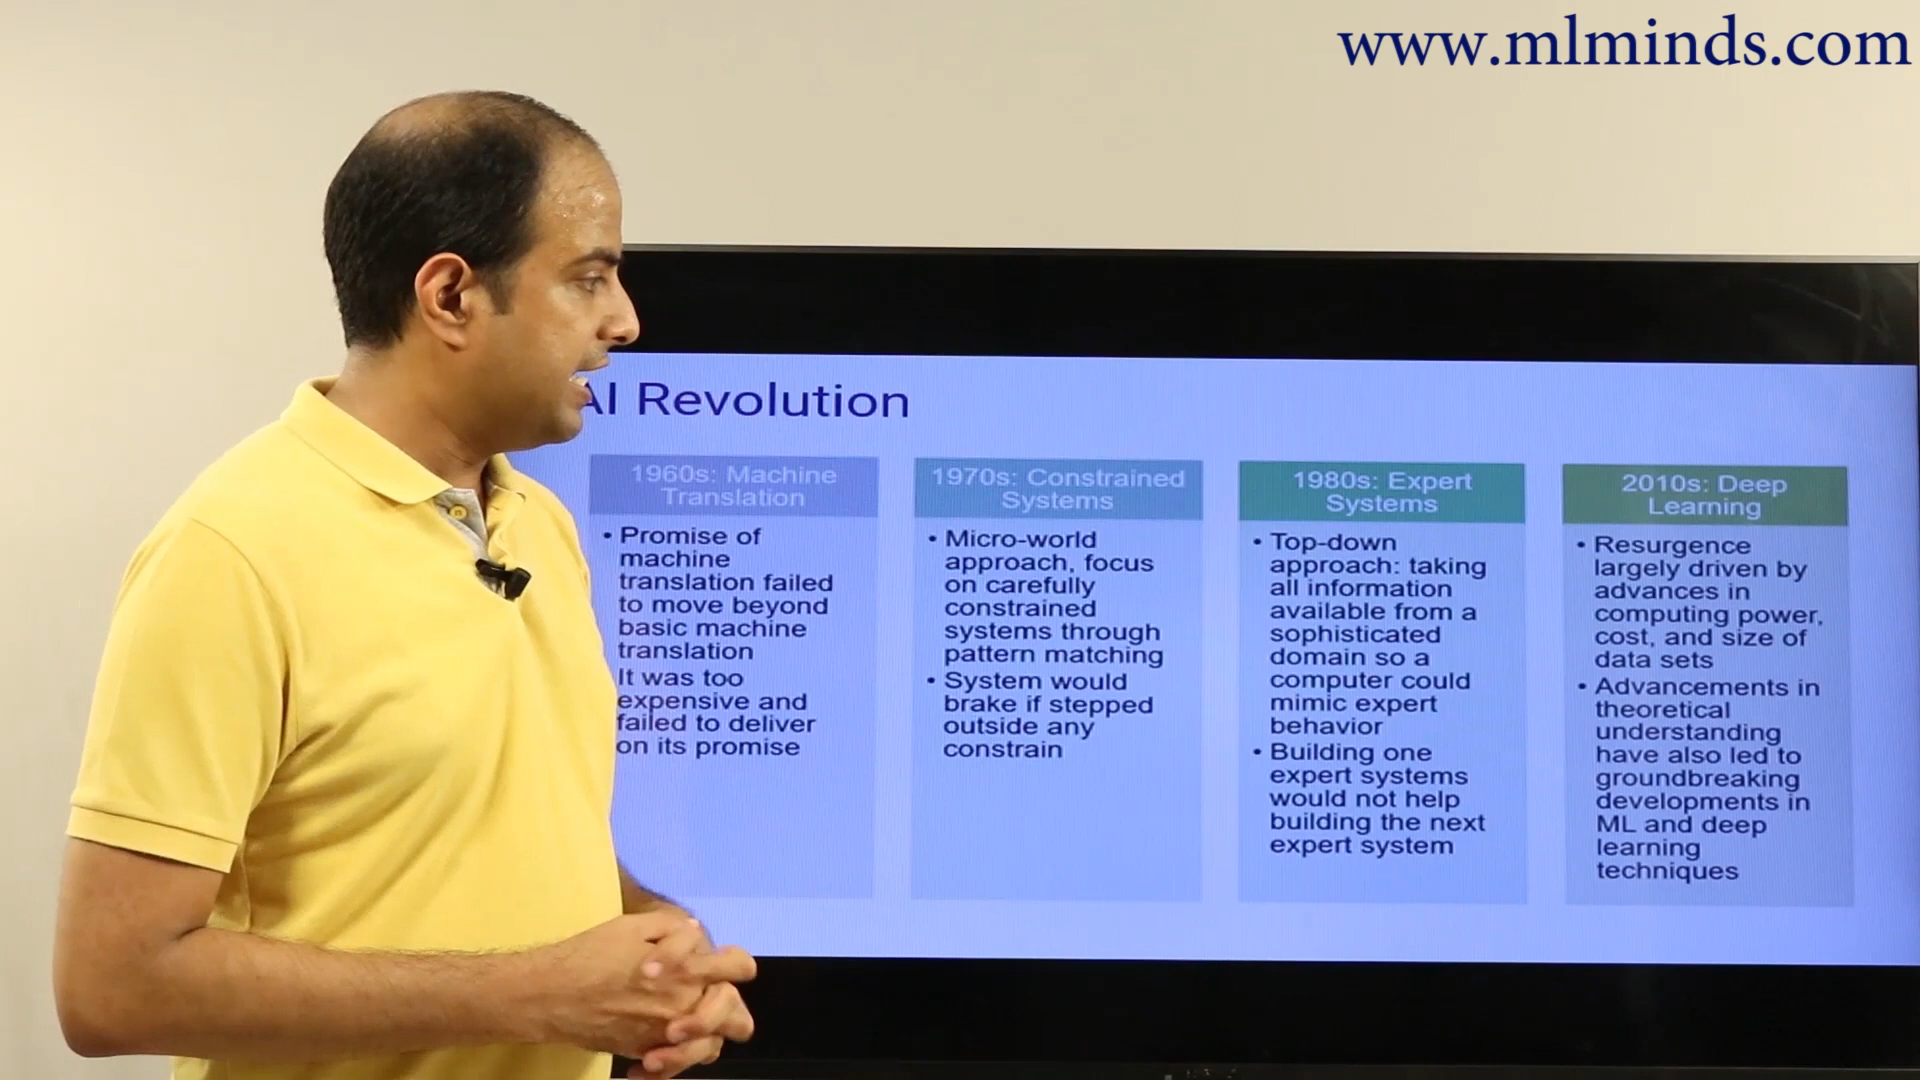 www.mlminds.com
AI Revolution
1960s: Machine
Translation
• Promise of
machine
translation failed
to move beyond
basic machine
translation
It was too
expensive and
failed to deliver
on its promise
1970s: Constrained
Systems
• Micro-world
approach, focus
on carefully
constrained
systems through
pattern matching
• System would
brake if stepped
outside any
constrain
1980s: Expert
Systems
• Top-down
approach: taking
all information
available from a
sophisticated
domain so a
computer could
mimic expert
behavior
• Building one
expert systems
would not help
building the next
expert system
2010s: Deep
Learning
• Resurgence
largely driven by
advances in
computing power,
cost, and size of
data sets
• Advancements in
theoretical
understanding
have also led to
groundbreaking
developments in
ML and deep
learning
techniques